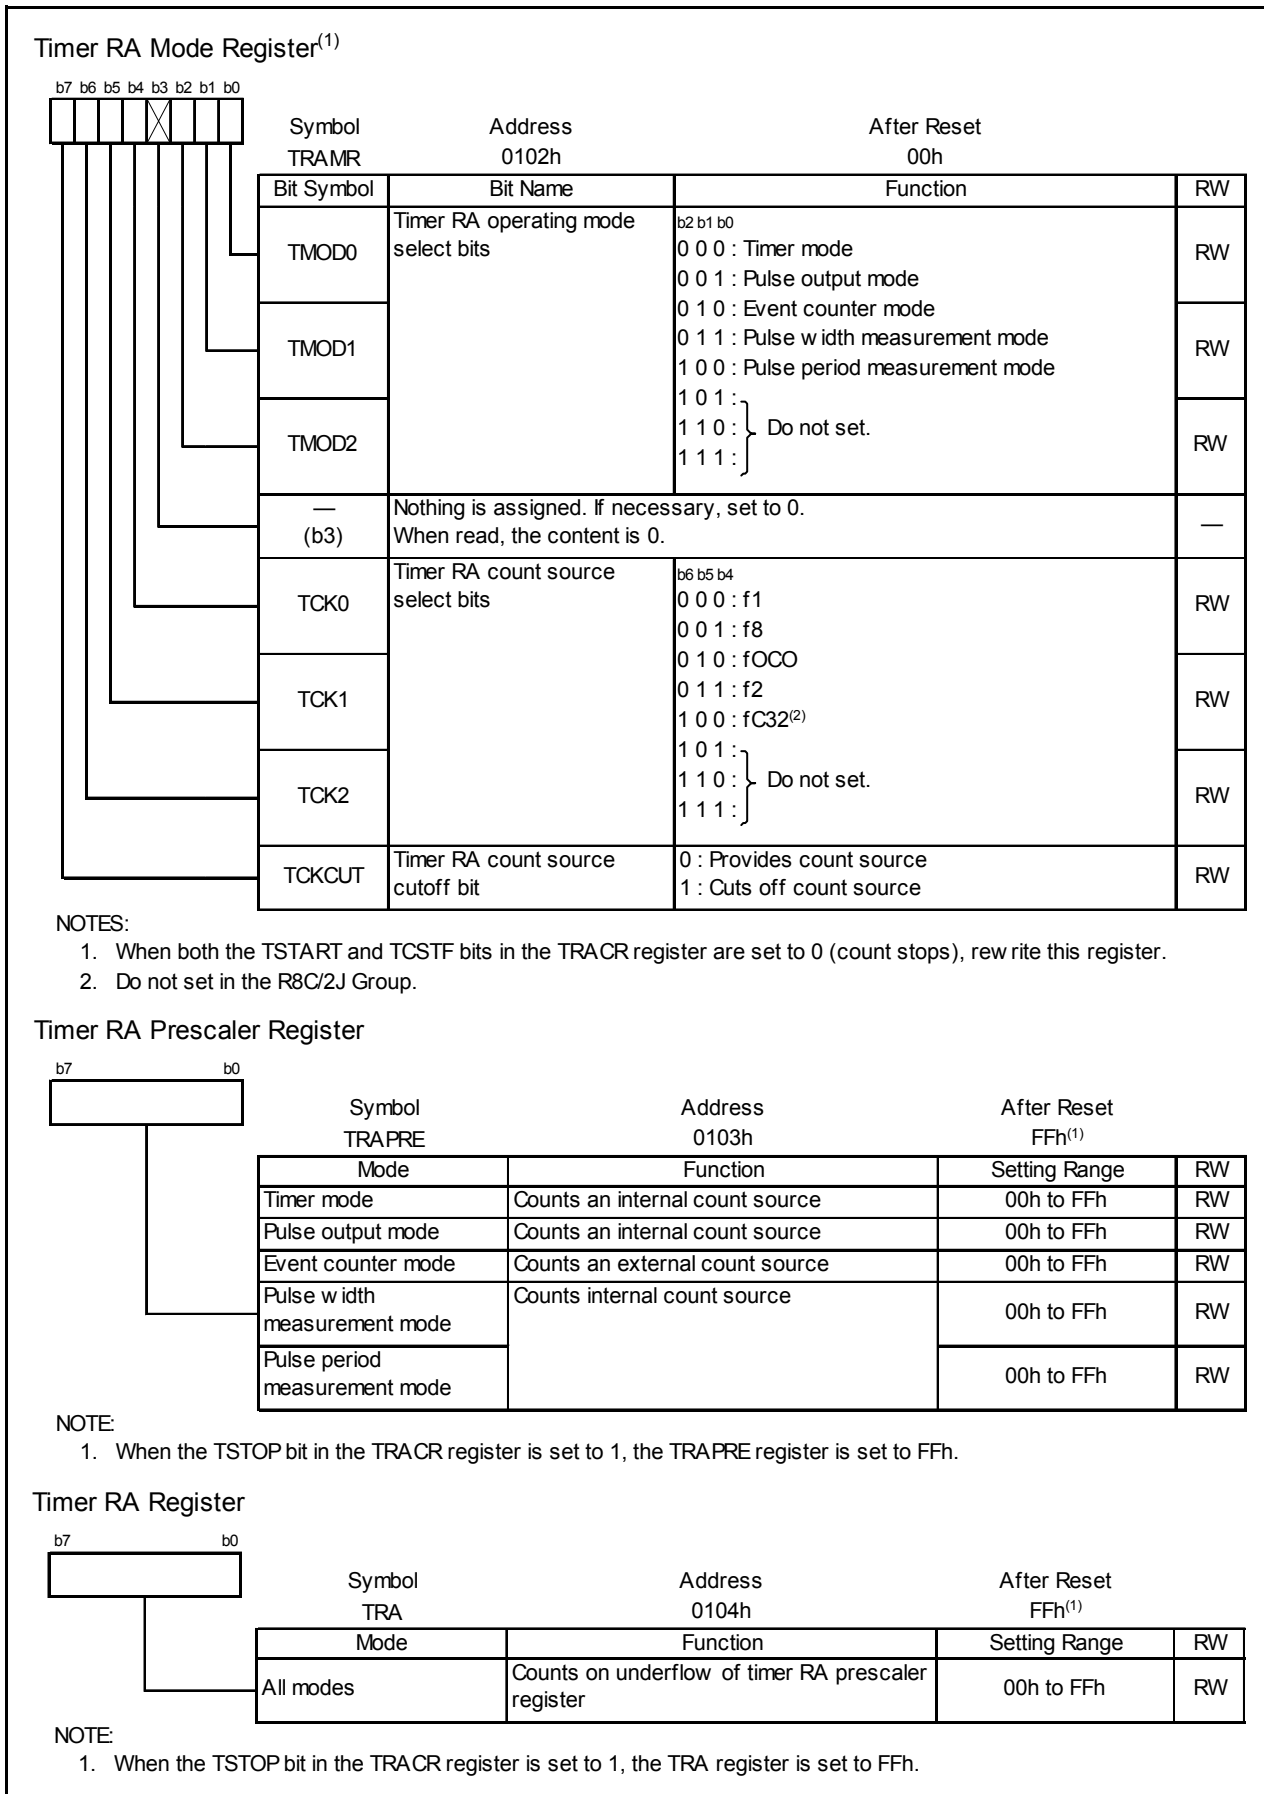 Timer RA Mode Register(1)
b7 b6 b5 b4 b3 b2 b1 b0
Symbol Address After Reset
TRAMR 0102h 00h
Bit Symbol Bit Name Function RW
TMOD0 Timer RA operating mode select bits b2 b1 b0 RW
0 0 0 : Timer mode
0 0 1 : Pulse output mode
0 1 0 : Event counter mode
TMOD1 0 1 1 : Pulse width measurement mode RW
1 0 0 : Pulse period measurement mode
1 0 1 :
TMOD2 1 1 0 : Do not set. RW
1 1 1 :
— (b3) Nothing is assigned. If necessary, set to 0. —
When read, the content is 0.
TCK0 Timer RA count source select bits b6 b5 b4 RW
0 0 0 : f1
0 0 1 : f8
0 1 0 : fOCO
TCK1 0 1 1 : f2 RW
1 0 0 : fC32(2)
1 0 1 :
TCK2 1 1 0 : Do not set. RW
1 1 1 :
TCKCUT Timer RA count source cutoff bit 0 : Provides count source RW
1 : Cuts off count source
NOTES:
1. When both the TSTART and TCSTF bits in the TRACR register are set to 0 (count stops), rewrite this register.
2. Do not set in the R8C/2J Group.
Timer RA Prescaler Register
b7 b0
Symbol Address After Reset
TRAPRE 0103h FFh(1)
Mode Function Setting Range RW
Timer mode Counts an internal count source 00h to FFh RW
Pulse output mode Counts an internal count source 00h to FFh RW
Event counter mode Counts an external count source 00h to FFh RW
Pulse width measurement mode Counts internal count source 00h to FFh RW
Pulse period measurement mode 00h to FFh RW
NOTE:
1. When the TSTOP bit in the TRACR register is set to 1, the TRAPRE register is set to FFh.
Timer RA Register
b7 b0
Symbol Address After Reset
TRA 0104h FFh(1)
Mode Function Setting Range RW
All modes Counts on underflow of timer RA prescaler register 00h to FFh RW
NOTE:
1. When the TSTOP bit in the TRACR register is set to 1, the TRA register is set to FFh.